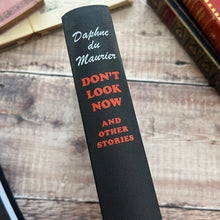 Daphne
du
Maurier
DON'T
LOOK
NOW
AND
OTHER
STORIES